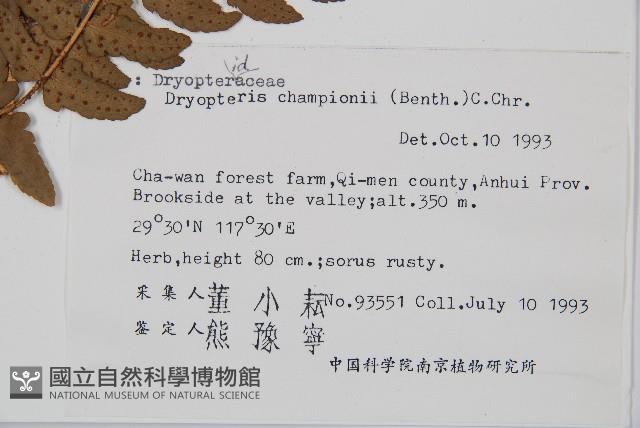 : Dryopteraceae
id
Dryopteris championii (Benth.)C.Chr.
Det.Oct.10 1993
Cha-wan forest farm,Qi-men county,Anhui Prov.
Brookside at the valley;alt.350 m.
29°30'N 117°30'E
Herb,height 80 cm.;sorus rusty.
采集人 董小耘 No.93551 Coll.July 10 1993
鉴定人 熊豫寧
中国科学院南京植物研究所
國立自然科學博物館
NATIONAL MUSEUM OF NATURAL SCIENCE